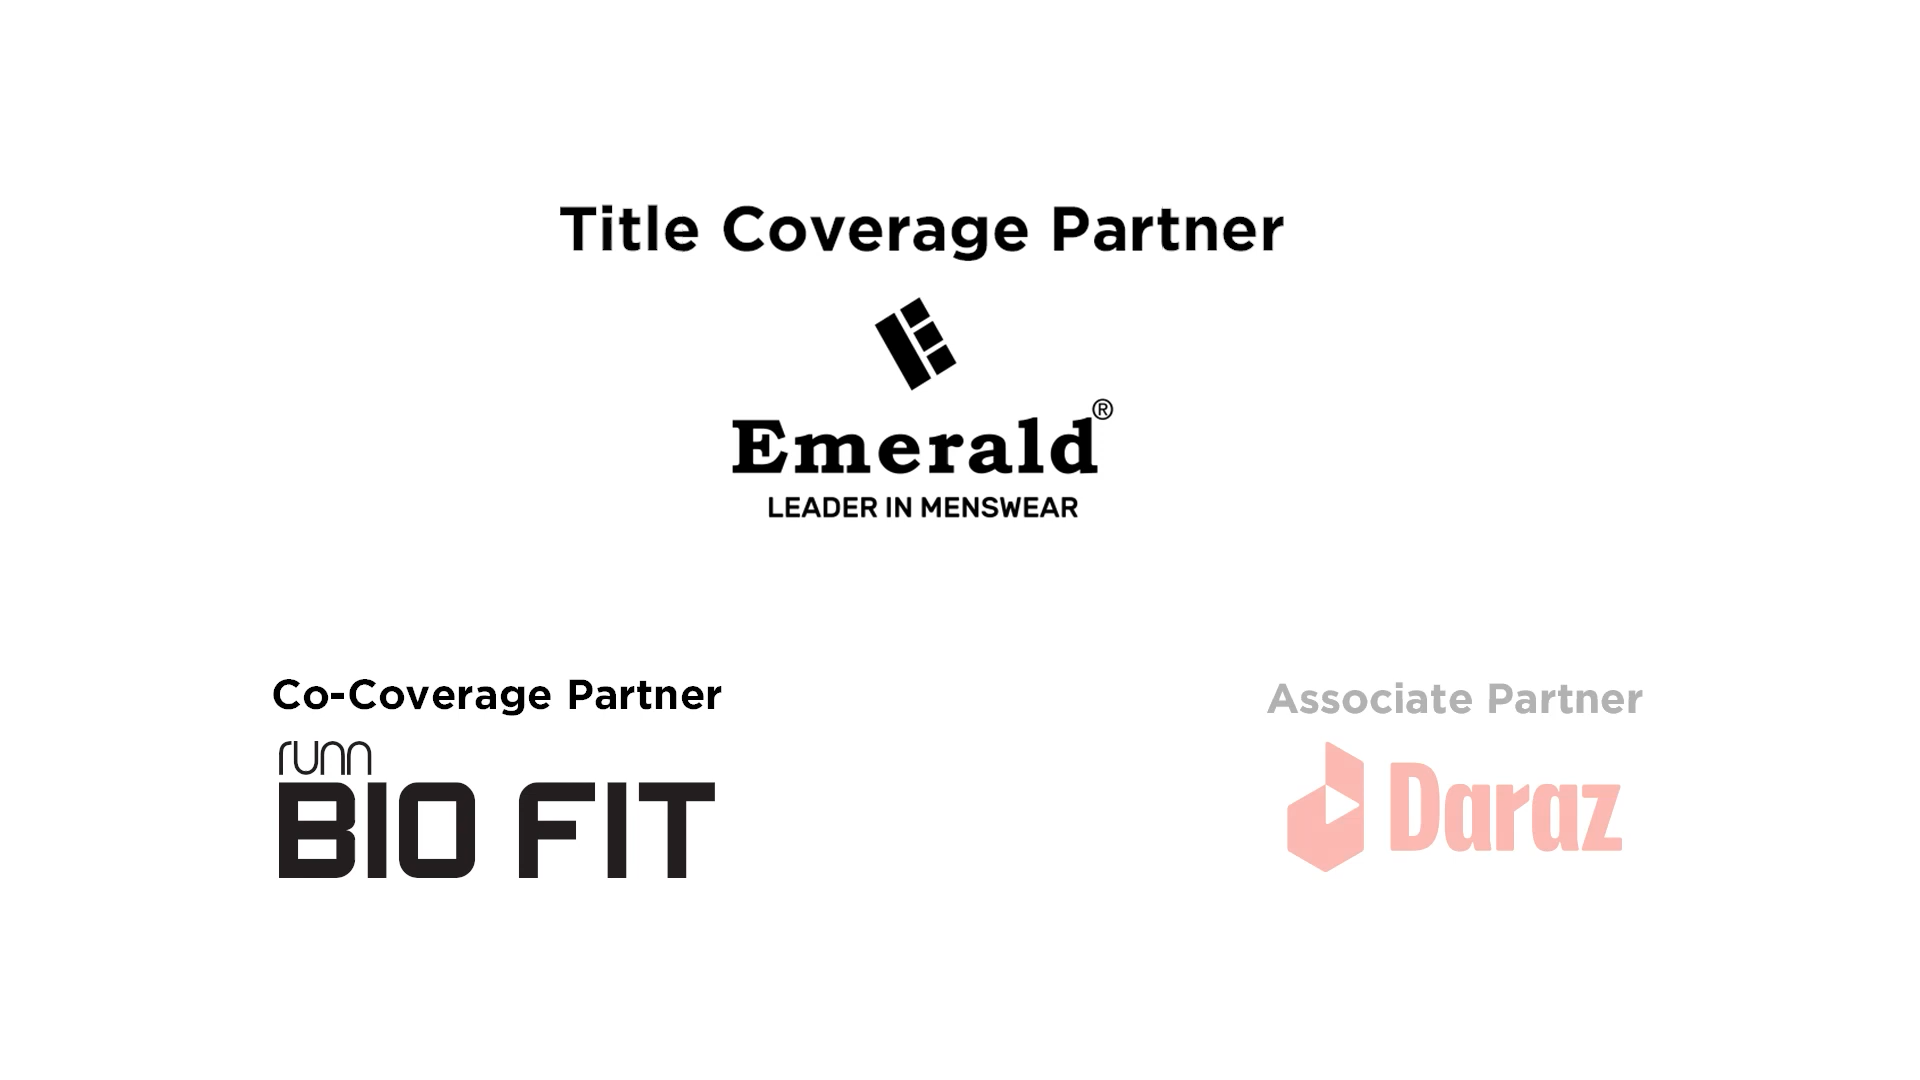 Title Coverage Partner
Emerald®
LEADER IN MENSWEAR
Co-Coverage Partner
runn
BIO FIT
Associate Partner
Daraz